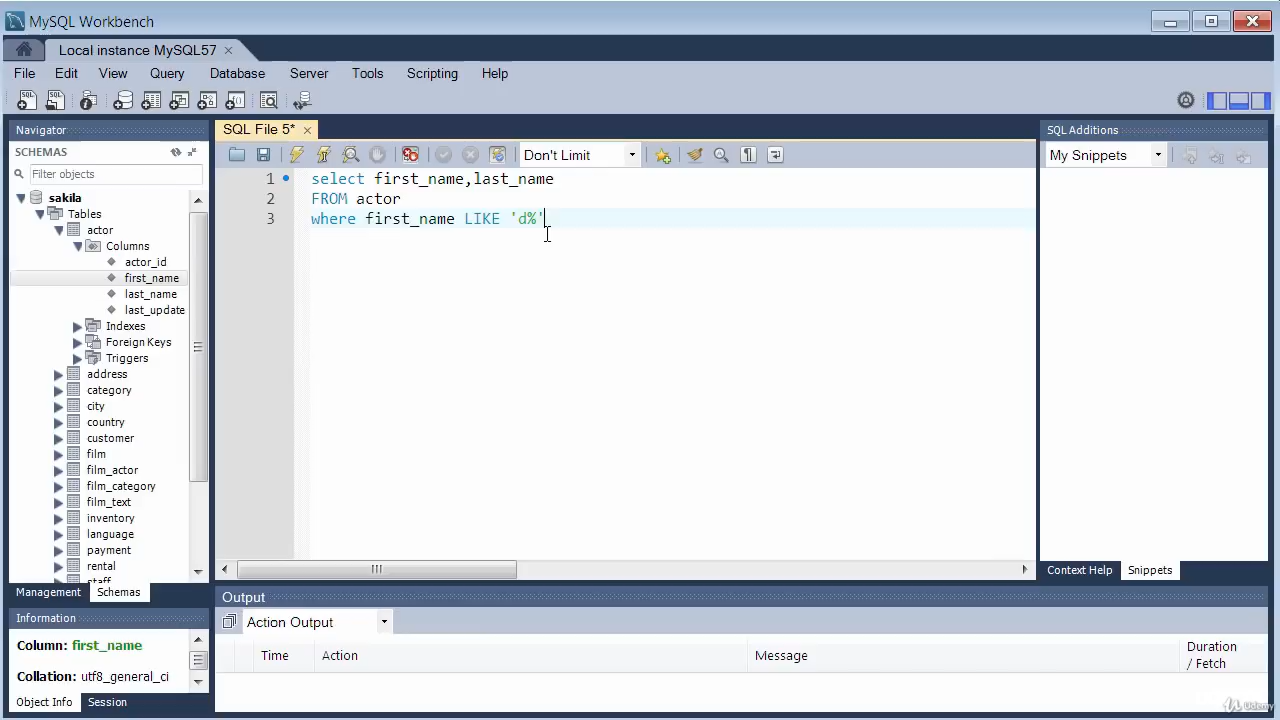 MySQL Workbench
Local instance MySQL57 ×
File Edit View Query Database Server Tools Scripting Help
Navigator
SCHEMAS
Filter objects
sakila
Tables
actor
Columns
actor_id
first_name
last_name
last_update
Indexes
Foreign Keys
Triggers
address
category
city
country
customer
film
film_actor
film_category
film_text
inventory
language
payment
rental
staff
Management Schemas
Information
Column: first_name
Collation: utf8_general_ci
Object Info Session
SQL File 5* ×
Don't Limit
1 select first_name,last_name
2 FROM actor
3 where first_name LIKE 'd%'
SQL Additions
My Snippets
Context Help Snippets
Output
Action Output
Time Action Message Duration / Fetch
Udemy